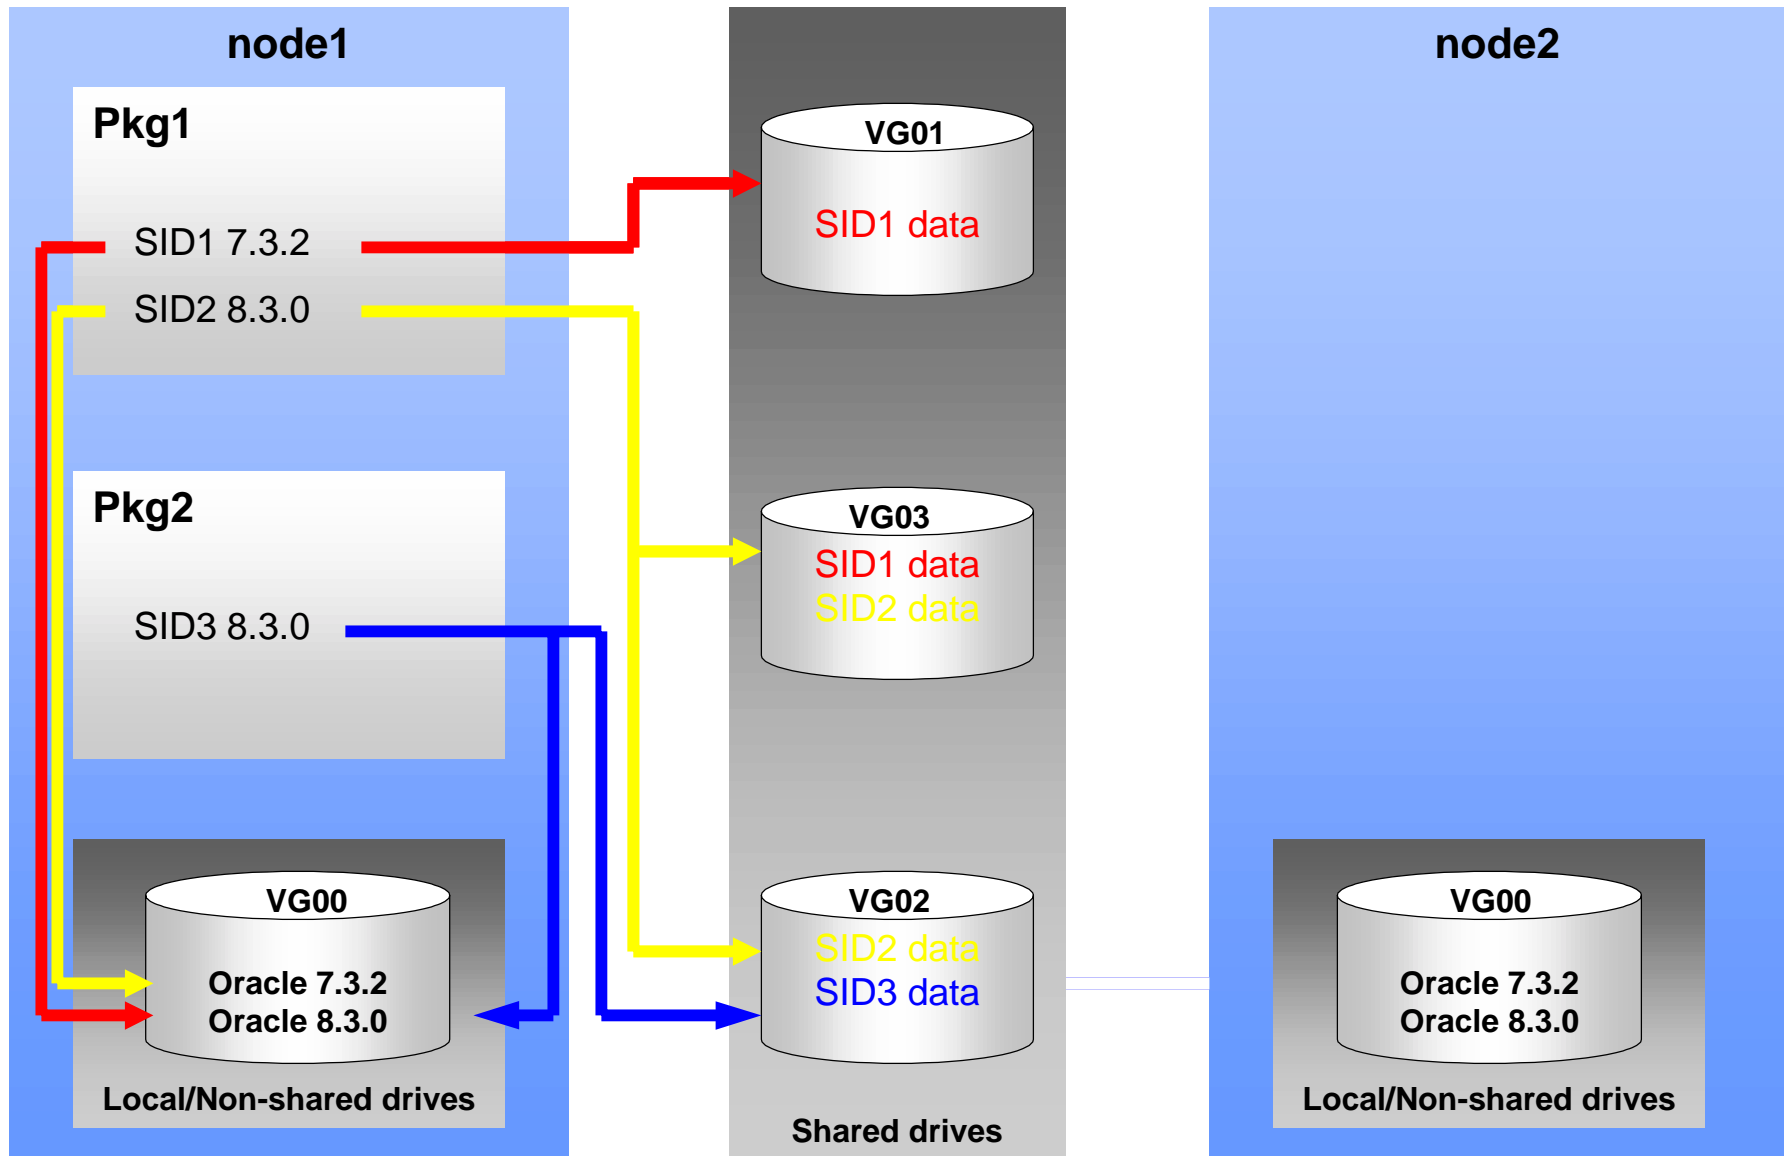 node1
Pkg1
SID1 7.3.2
SID2 8.3.0
Pkg2
SID3 8.3.0
VG00
Oracle 7.3.2
Oracle 8.3.0
Local/Non-shared drives
VG01
SID1 data
VG03
SID1 data
SID2 data
VG02
SID2 data
SID3 data
Shared drives
node2
VG00
Oracle 7.3.2
Oracle 8.3.0
Local/Non-shared drives